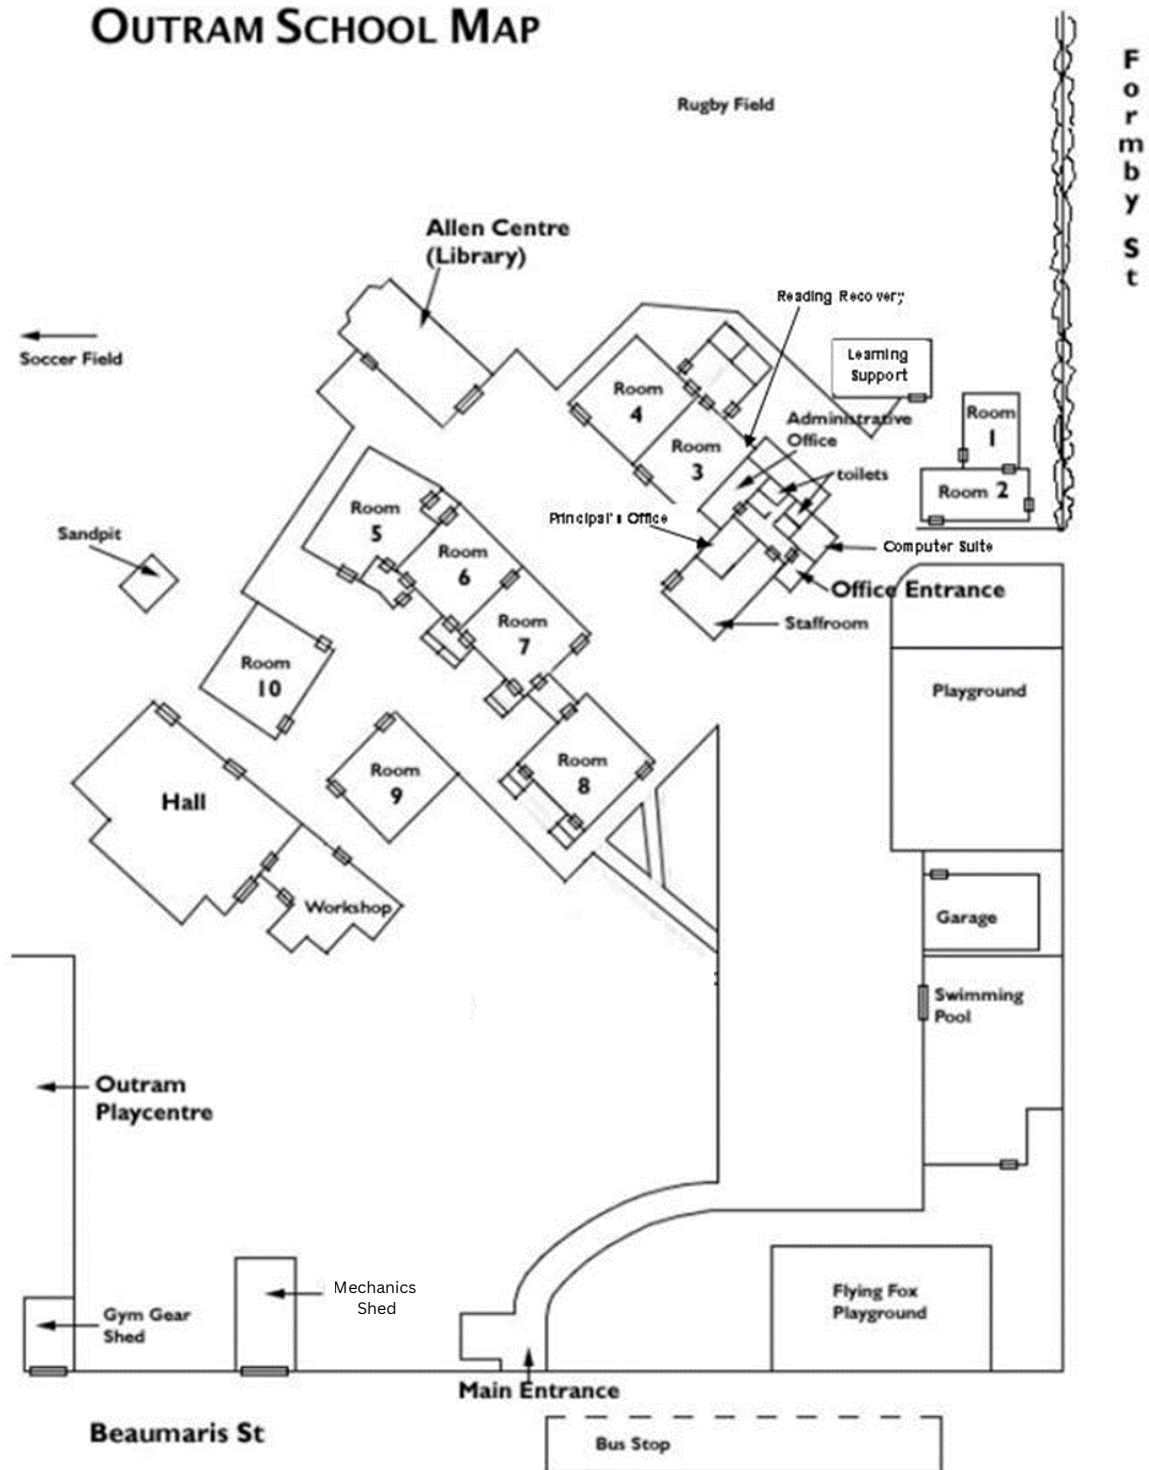 OUTRAM SCHOOL MAP
Formby St
Rugby Field
Allen Centre
(Library)
Reading Recovery
Soccer Field
Learning
Support
Room
4
Room
1
Administrative
Office
Room
3
toilets
Room 2
Room
5
Principal's Office
Sandpit
Room
6
Computer Suite
Office Entrance
Room
7
Staffroom
Room
10
Playground
Room
8
Room
9
Hall
Workshop
Garage
Swimming
Pool
Outram
Playcentre
Mechanics
Shed
Flying Fox
Playground
Gym Gear
Shed
Main Entrance
Beaumaris St
Bus Stop